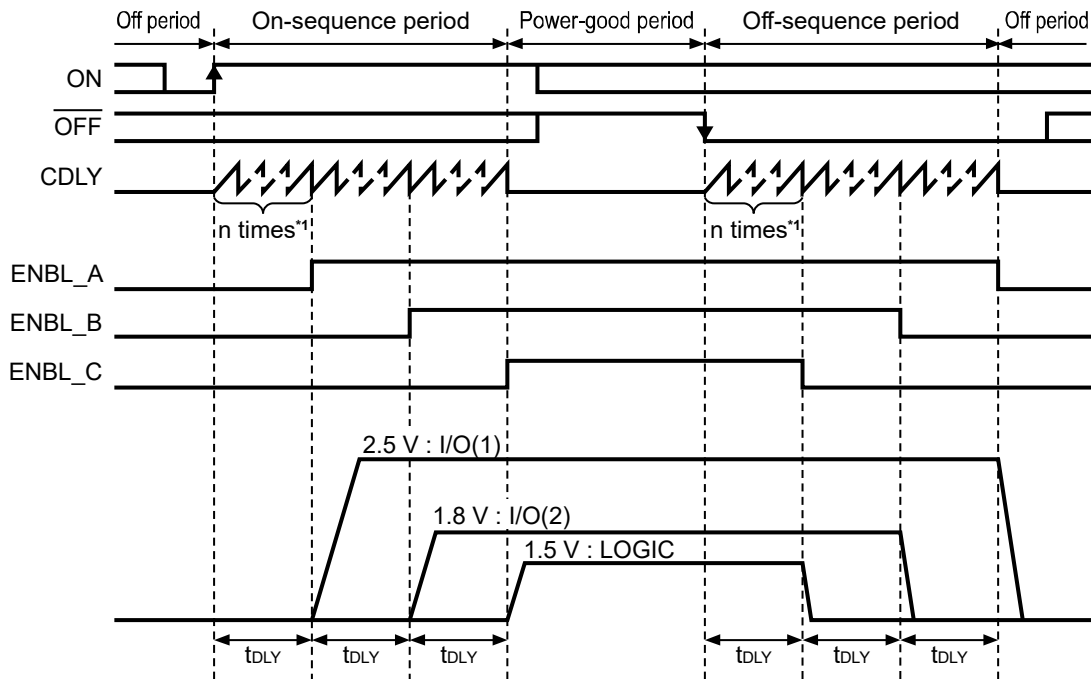 Off period On-sequence period Power-good period Off-sequence period Off period
ON
OFF
CDLY
n times*1 n times*1
ENBL_A
ENBL_B
ENBL_C
2.5 V : I/O(1)
1.8 V : I/O(2)
1.5 V : LOGIC
tDLY tDLY tDLY tDLY tDLY tDLY